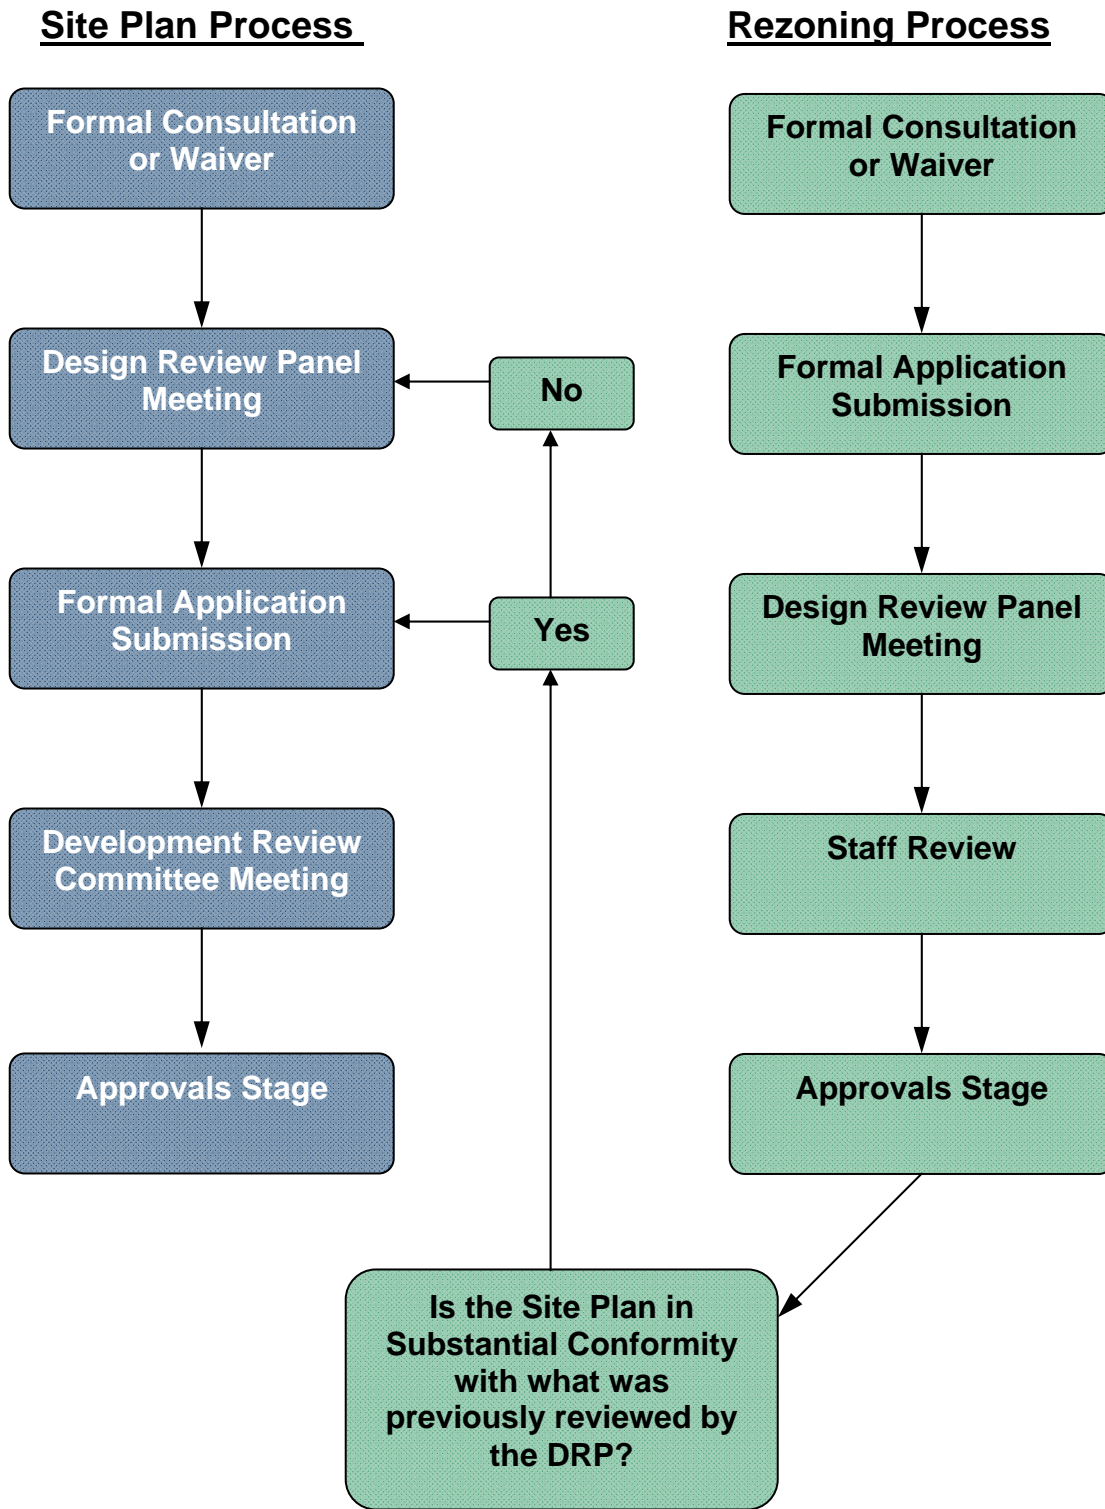 Site Plan Process
Rezoning Process
Formal Consultation
or Waiver
Formal Consultation
or Waiver
Design Review Panel
Meeting
No
Formal Application
Submission
Formal Application
Submission
Yes
Design Review Panel
Meeting
Development Review
Committee Meeting
Staff Review
Approvals Stage
Approvals Stage
Is the Site Plan in
Substantial Conformity
with what was
previously reviewed by
the DRP?